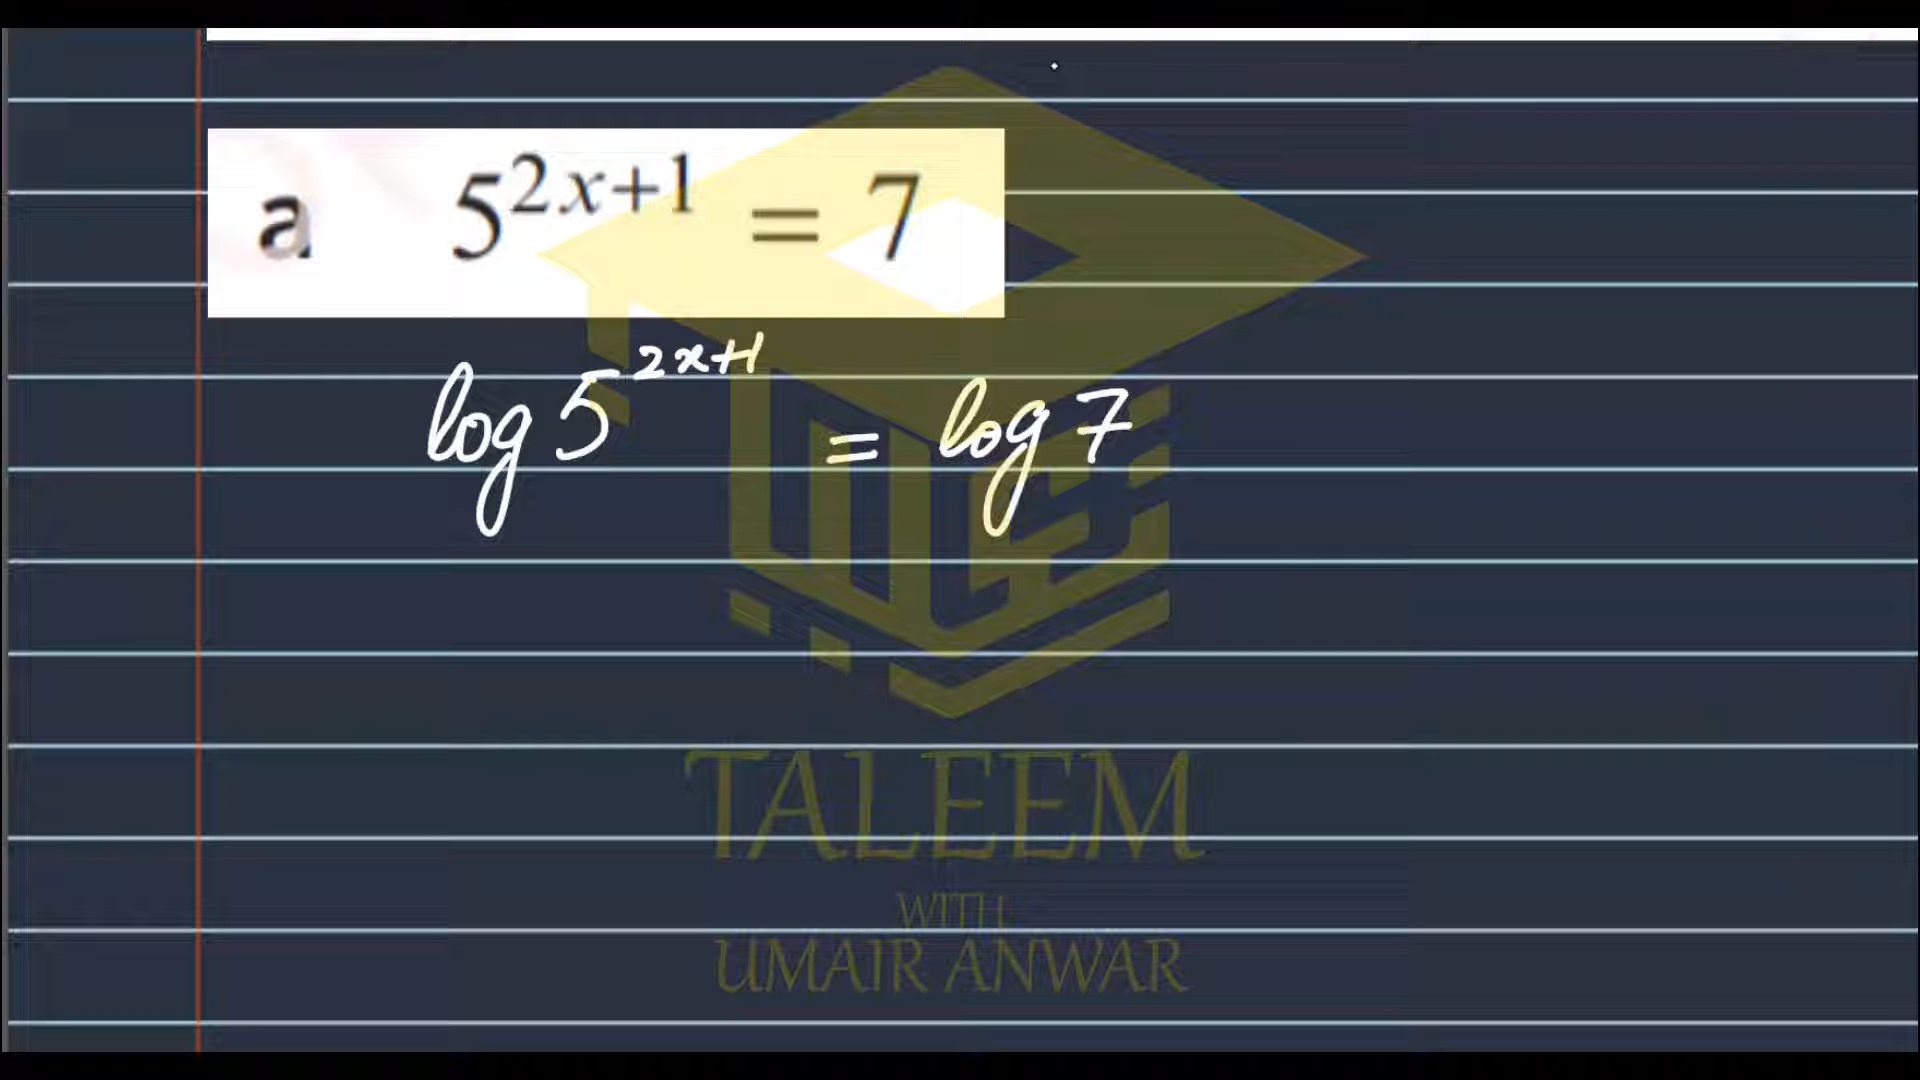 a 5^{2x+1} = 7
log 5^{2x+1} = log 7
TALEEM
WITH
UMAIR ANWAR